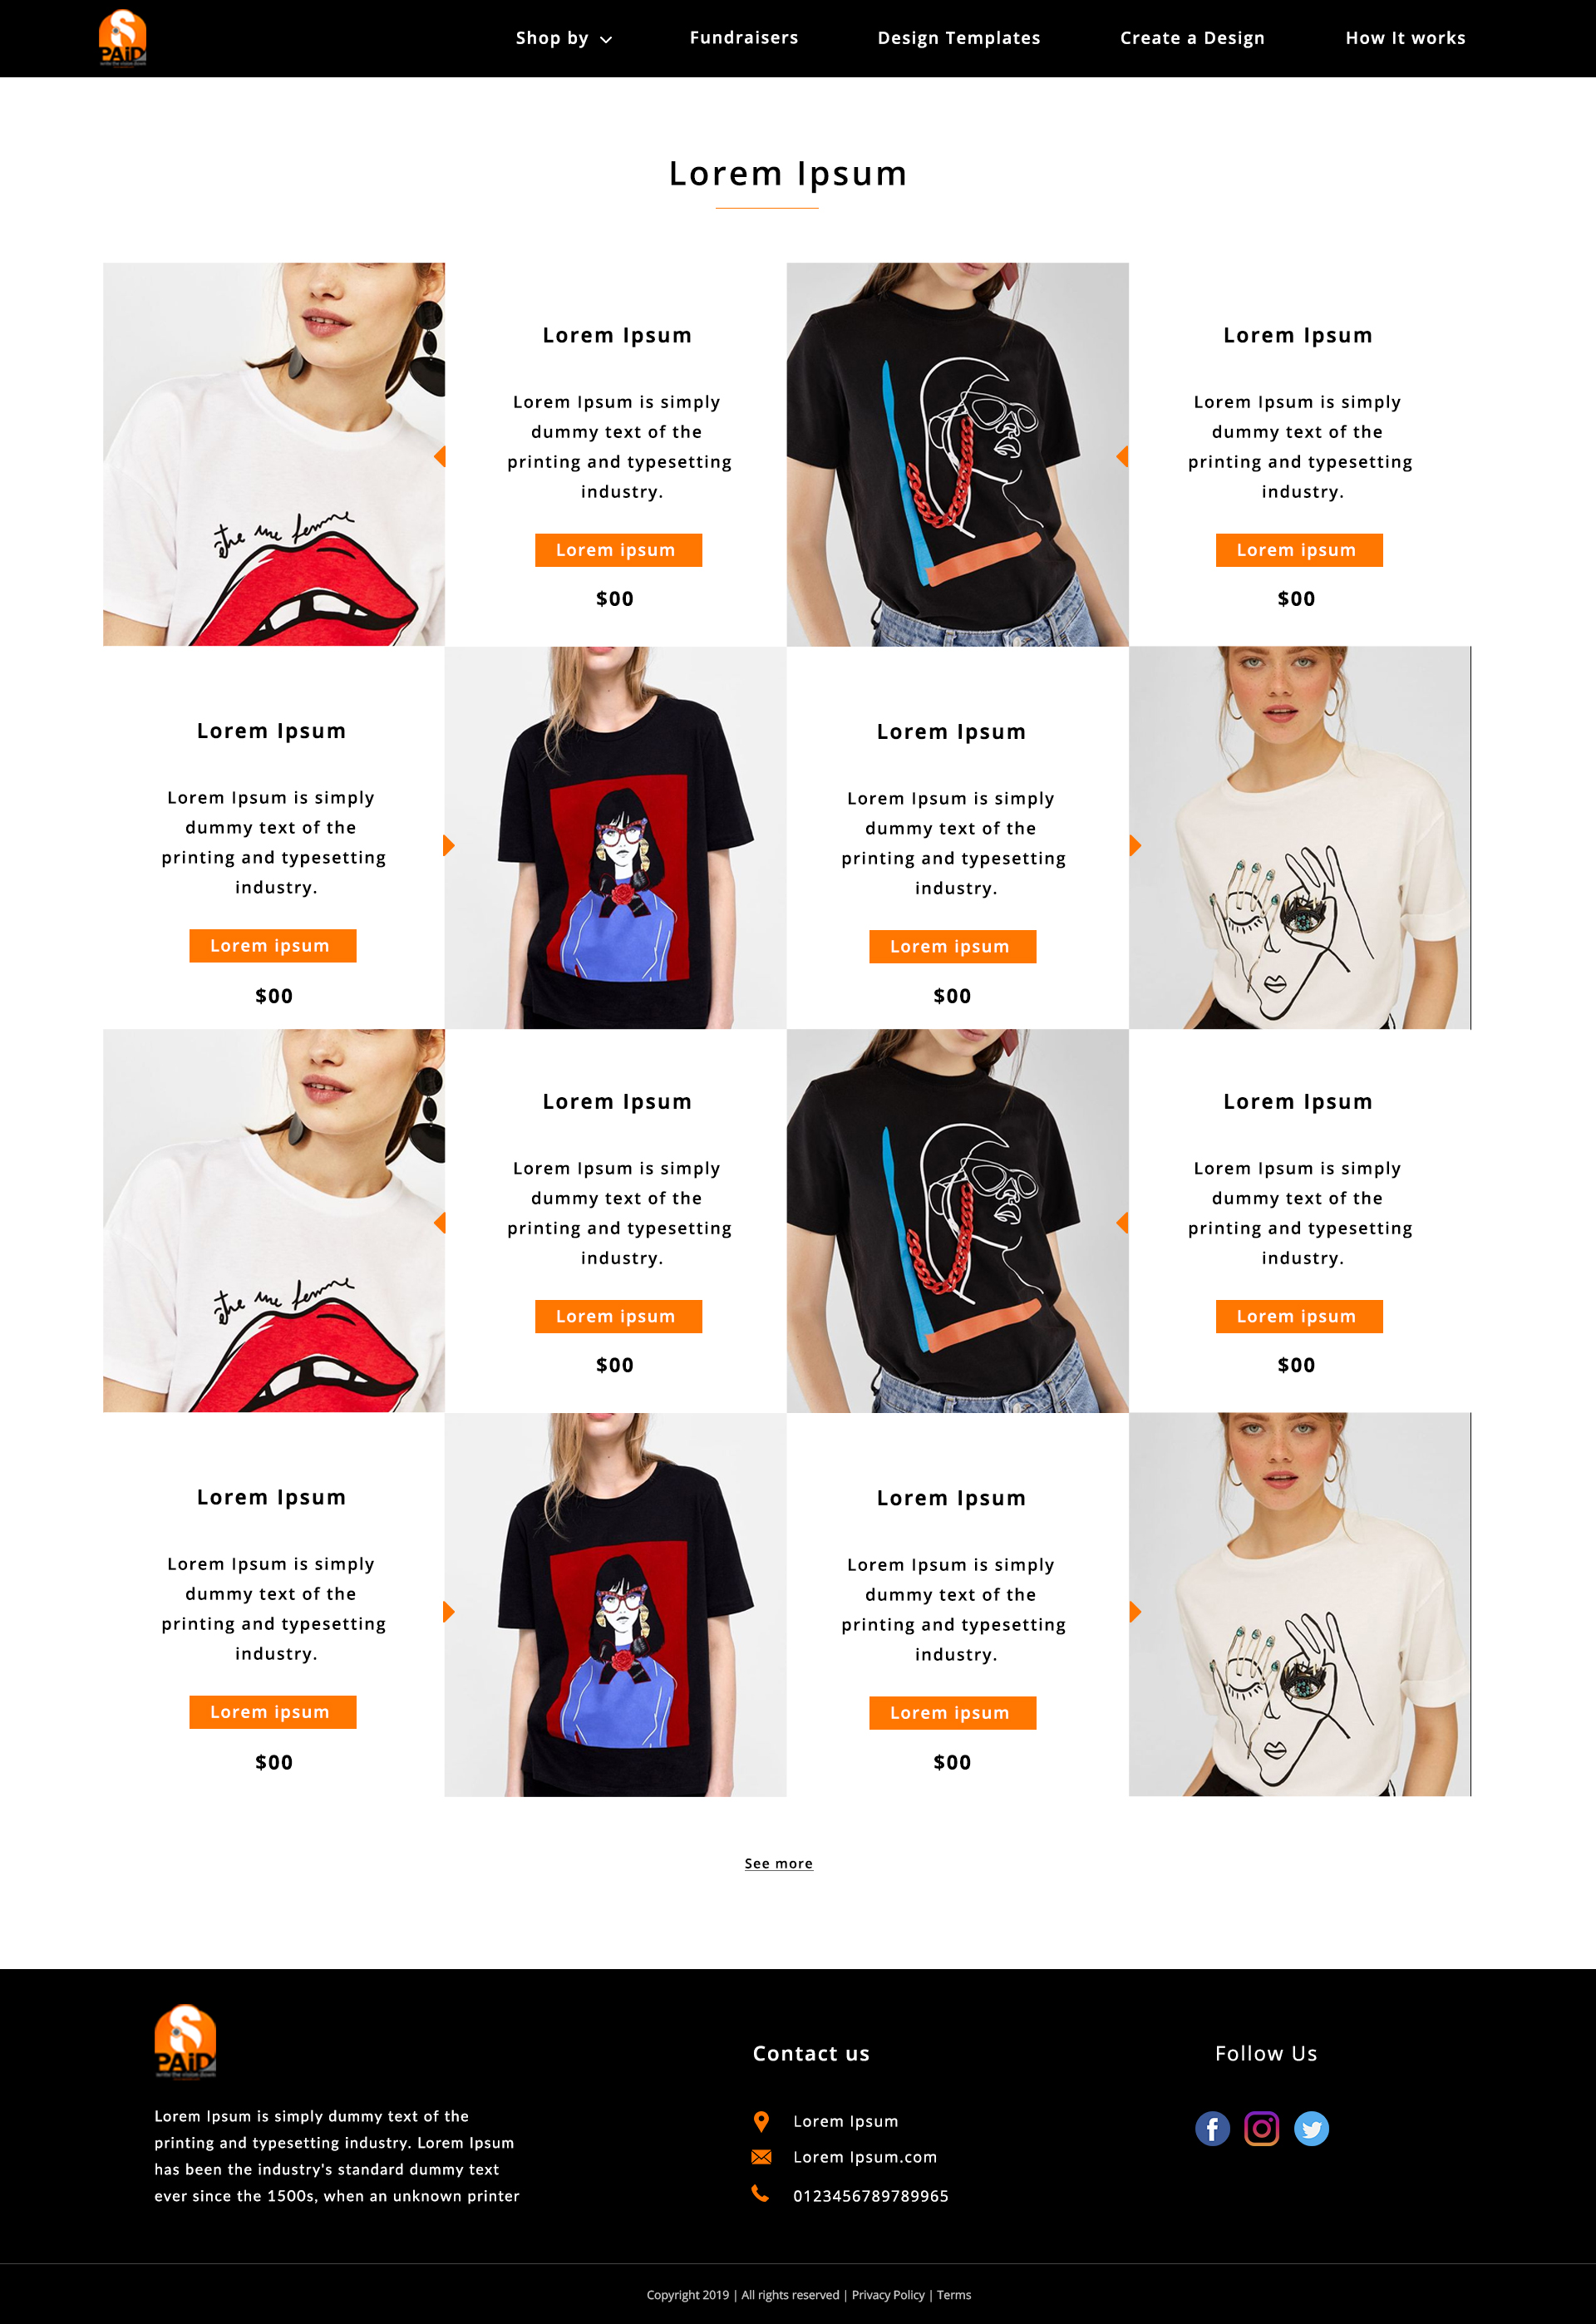 PAiD
Shop by
Fundraisers
Design Templates
Create a Design
How It works
Lorem Ipsum
Lorem Ipsum
Lorem Ipsum is simply
dummy text of the
printing and typesetting
industry.
Lorem ipsum
$00
Lorem Ipsum
Lorem Ipsum is simply
dummy text of the
printing and typesetting
industry.
Lorem ipsum
$00
Lorem Ipsum
Lorem Ipsum is simply
dummy text of the
printing and typesetting
industry.
Lorem ipsum
$00
Lorem Ipsum
Lorem Ipsum is simply
dummy text of the
printing and typesetting
industry.
Lorem ipsum
$00
Lorem Ipsum
Lorem Ipsum is simply
dummy text of the
printing and typesetting
industry.
Lorem ipsum
$00
Lorem Ipsum
Lorem Ipsum is simply
dummy text of the
printing and typesetting
industry.
Lorem ipsum
$00
Lorem Ipsum
Lorem Ipsum is simply
dummy text of the
printing and typesetting
industry.
Lorem ipsum
$00
Lorem Ipsum
Lorem Ipsum is simply
dummy text of the
printing and typesetting
industry.
Lorem ipsum
$00
See more
PAiD
Lorem Ipsum is simply dummy text of the
printing and typesetting industry. Lorem Ipsum
has been the industry's standard dummy text
ever since the 1500s, when an unknown printer
Contact us
Lorem Ipsum
Lorem Ipsum.com
0123456789789965
Follow Us
Copyright 2019 | All rights reserved | Privacy Policy | Terms